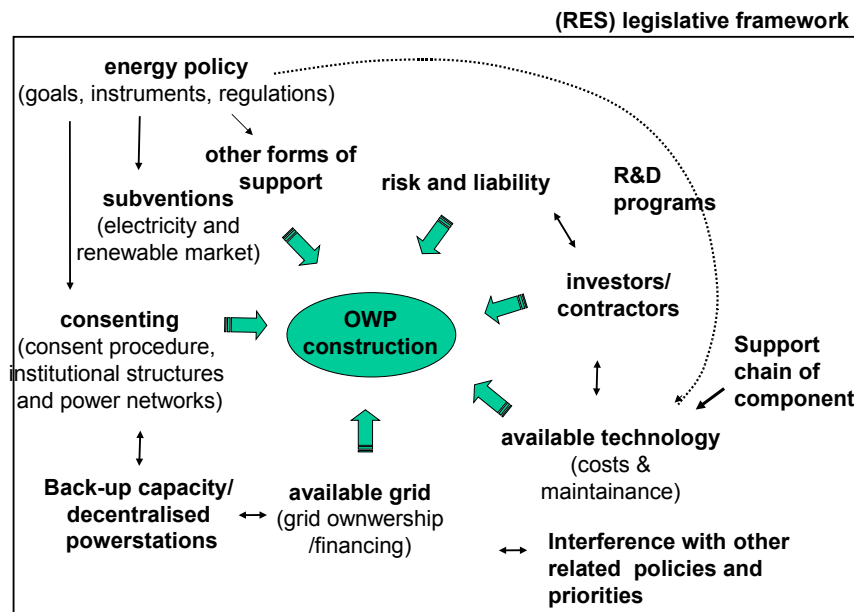 (RES) legislative framework
energy policy
(goals, instruments, regulations)
other forms of
support
risk and liability
R&D
programs
subventions
(electricity and
renewable market)
investors/
contractors
consenting
(consent procedure,
institutional structures
and power networks)
OWP
construction
Support
chain of
component
available technology
(costs &
maintainance)
Back-up capacity/
decentralised
powerstations
available grid
(grid ownwership
/financing)
Interference with other
related policies and
priorities